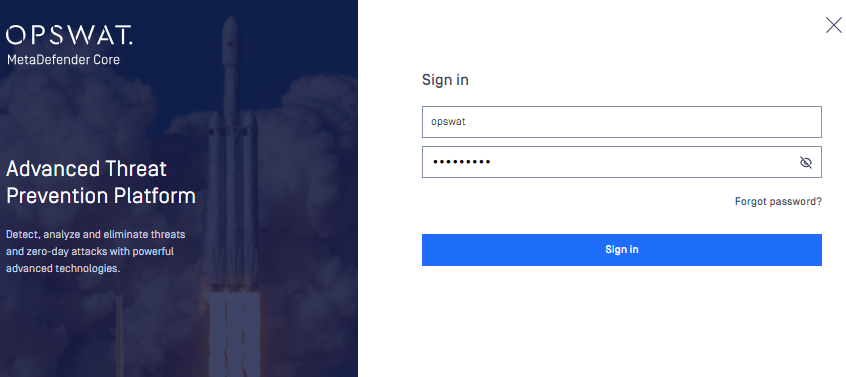 OPSWAT.
MetaDefender Core
Advanced Threat
Prevention Platform
Detect, analyze and eliminate threats
and zero-day attacks with powerful
advanced technologies.
Sign in
opswat
•••••••••
Forgot password?
Sign in